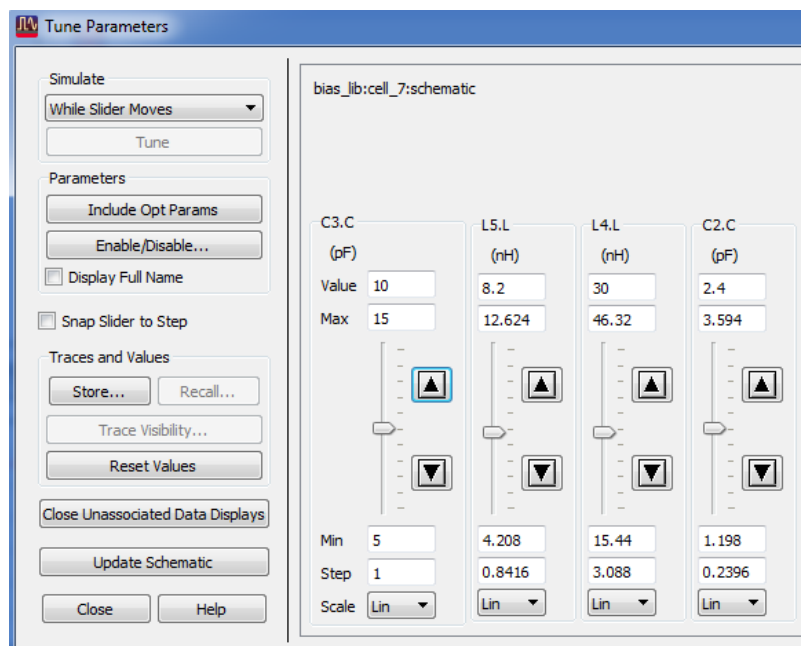 Tune Parameters
Simulate
While Slider Moves
Tune
Parameters
Include Opt Params
Enable/Disable...
Display Full Name
Snap Slider to Step
Traces and Values
Store... Recall...
Trace Visibility...
Reset Values
Close Unassociated Data Displays
Update Schematic
Close Help
bias_lib:cell_7:schematic
C3.C L5.L L4.L C2.C
(pF) (nH) (nH) (pF)
Value 10 8.2 30 2.4
Max 15 12.624 46.32 3.594
Min 5 4.208 15.44 1.198
Step 1 0.8416 3.088 0.2396
Scale Lin Lin Lin Lin